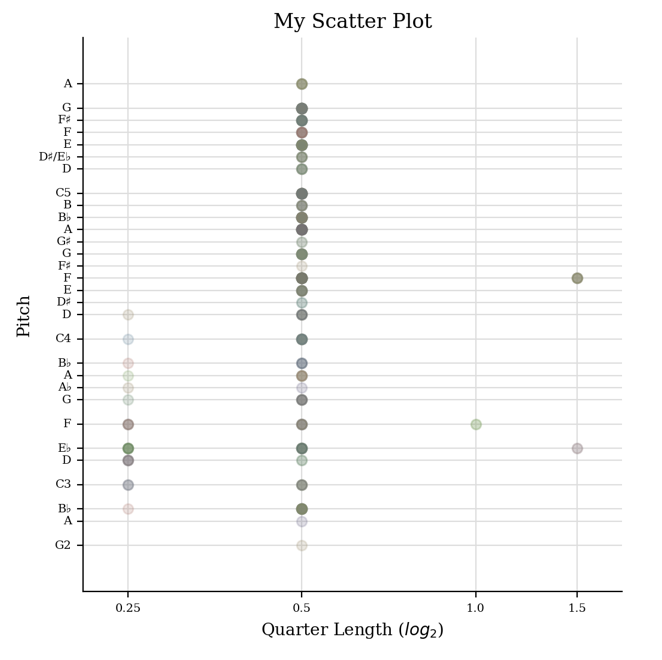 My Scatter Plot
Pitch
A
G
F♯
F
E
D♯/E♭
D
C5
B
B♭
A
G♯
G
F♯
F
E
D♯
D
C4
B♭
A
A♭
G
F
E♭
D
C3
B♭
A
G2
0.25 0.5 1.0 1.5
Quarter Length (log₂)